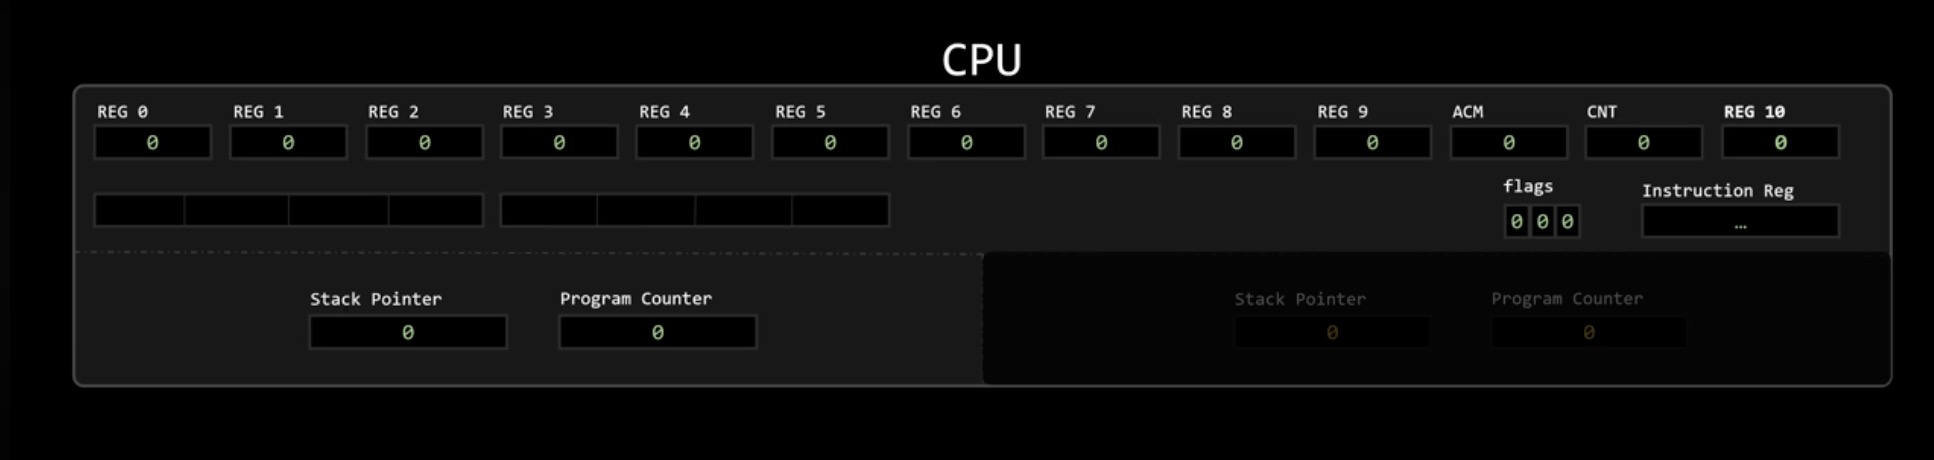 CPU
REG 0 REG 1 REG 2 REG 3 REG 4 REG 5 REG 6 REG 7 REG 8 REG 9 ACM CNT REG 10
0 0 0 0 0 0 0 0 0 0 0 0 0
flags Instruction Reg
0 0 0 …
Stack Pointer Program Counter Stack Pointer Program Counter
0 0 0 0